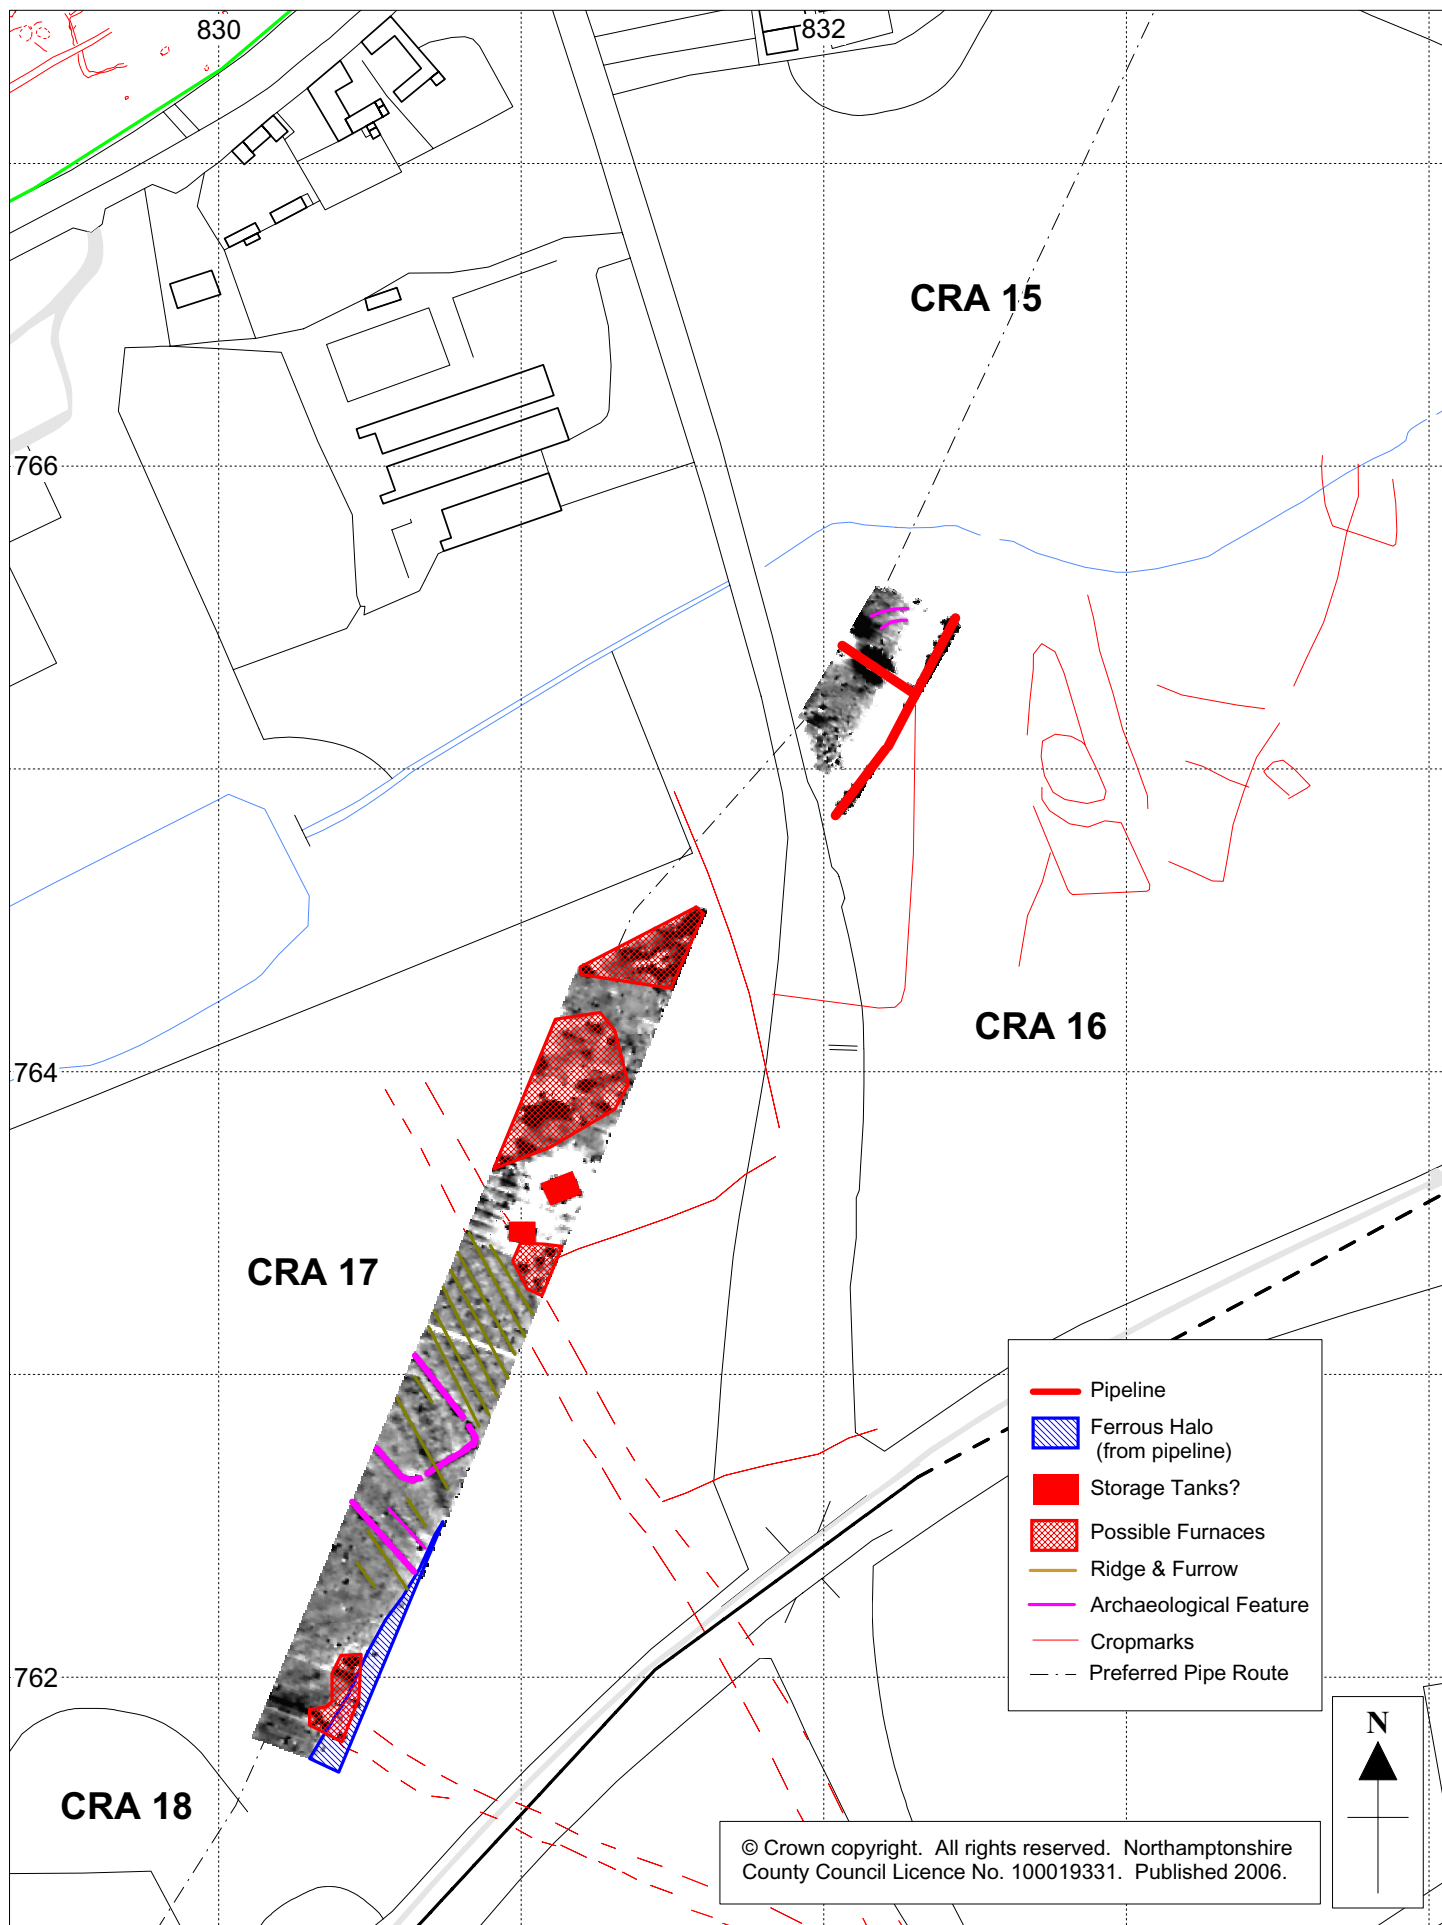 830
832
CRA 15
766
CRA 16
764
CRA 17
Pipeline
Ferrous Halo
(from pipeline)
Storage Tanks?
Possible Furnaces
Ridge & Furrow
Archaeological Feature
Cropmarks
Preferred Pipe Route
762
N
CRA 18
© Crown copyright. All rights reserved. Northamptonshire
County Council Licence No. 100019331. Published 2006.